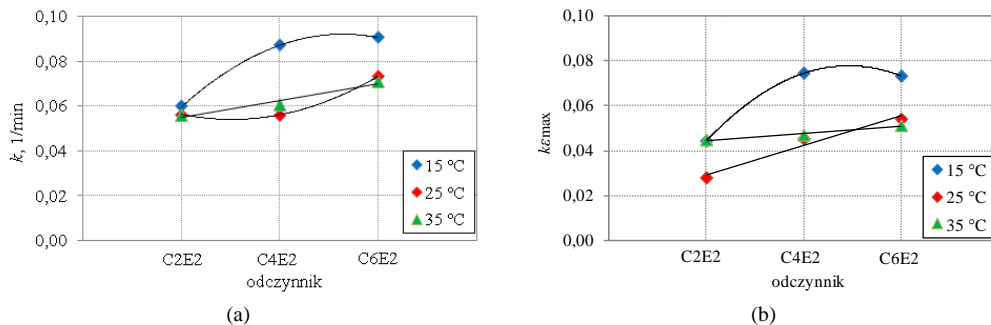 0,10
0,08
0,06
0,04
0,02
0,00
k, 1/min
C2E2 C4E2 C6E2
odczynnik
15 °C
25 °C
35 °C
(a)
0,10
0,08
0,06
0,04
0,02
0,00
kεmax
C2E2 C4E2 C6E2
odczynnik
15 °C
25 °C
35 °C
(b)